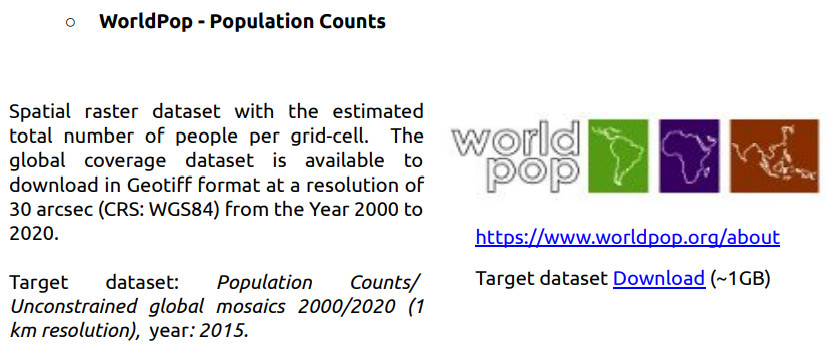 ○ WorldPop - Population Counts
Spatial raster dataset with the estimated
total number of people per grid-cell. The
global coverage dataset is available to
download in Geotiff format at a resolution of
30 arcsec (CRS: WGS84) from the Year 2000 to
2020.
Target dataset: Population Counts/
Unconstrained global mosaics 2000/2020 (1
km resolution), year: 2015.
world
pop
https://www.worldpop.org/about
Target dataset Download (~1GB)